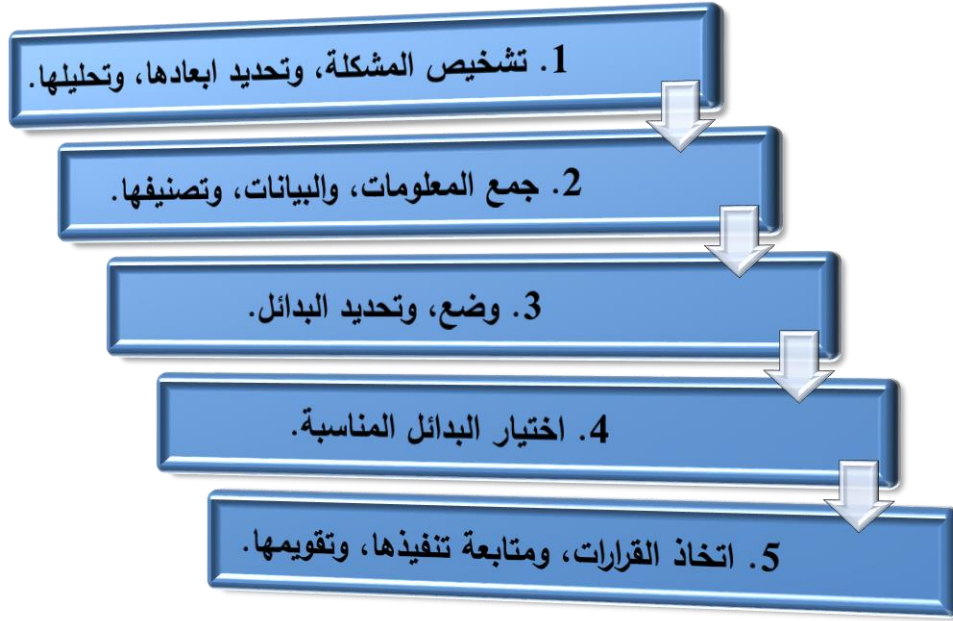 1. تشخيص المشكلة، وتحديد ابعادها، وتحليلها.
2. جمع المعلومات، والبيانات، وتصنيفها.
3. وضع، وتحديد البدائل.
4. اختيار البدائل المناسبة.
5. اتخاذ القرارات، ومتابعة تنفيذها، وتقويمها.